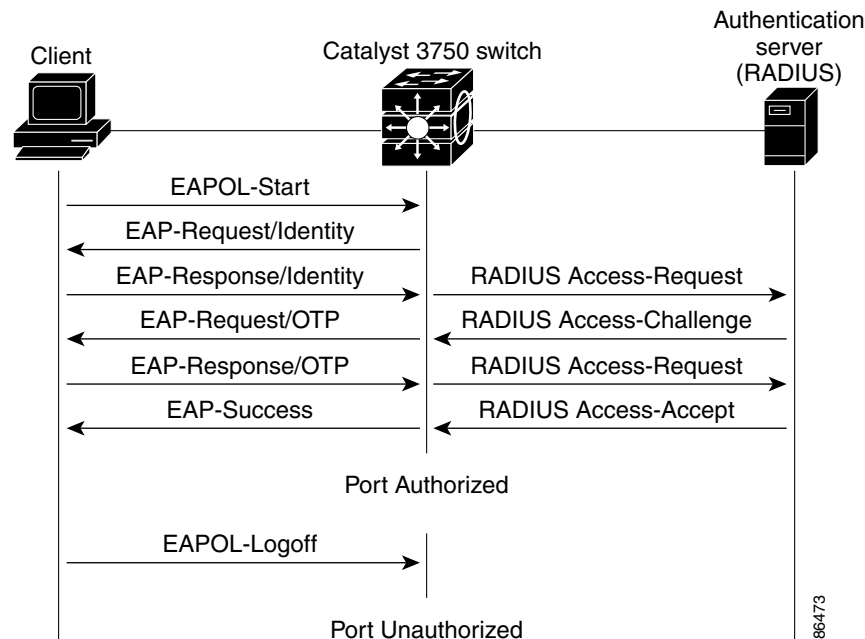 Client
Catalyst 3750 switch
Authentication
server
(RADIUS)
EAPOL-Start
EAP-Request/Identity
EAP-Response/Identity
RADIUS Access-Request
EAP-Request/OTP
RADIUS Access-Challenge
EAP-Response/OTP
RADIUS Access-Request
EAP-Success
RADIUS Access-Accept
Port Authorized
EAPOL-Logoff
Port Unauthorized
86473